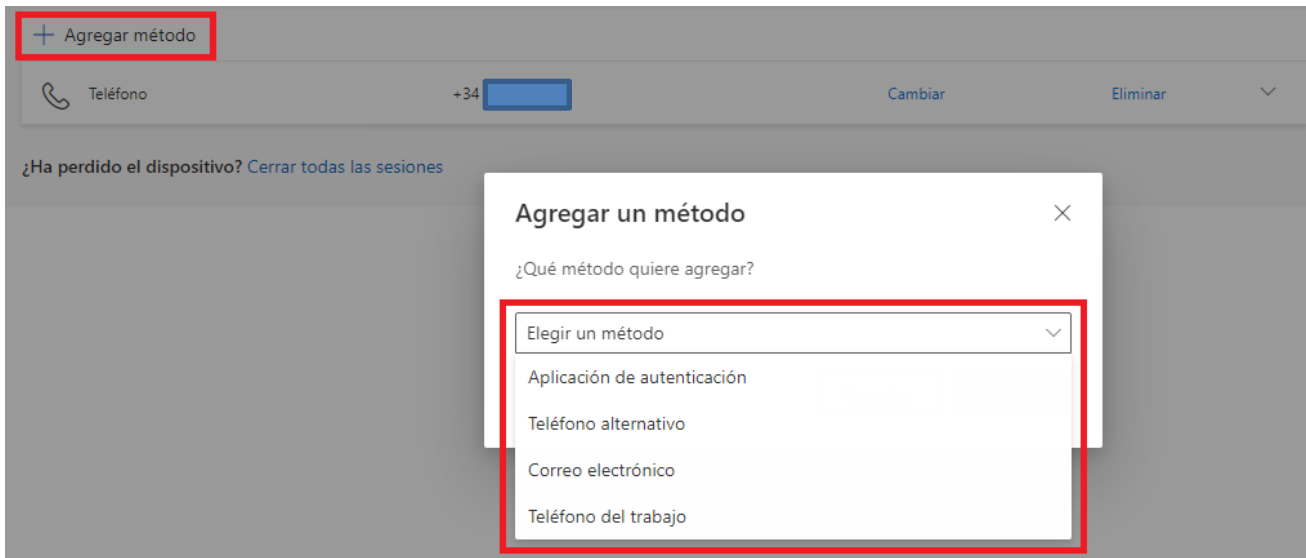 Agregar método
Teléfono +34 Cambiar Eliminar
¿Ha perdido el dispositivo? Cerrar todas las sesiones
Agregar un método
¿Qué método quiere agregar?
Elegir un método
Aplicación de autenticación
Teléfono alternativo
Correo electrónico
Teléfono del trabajo